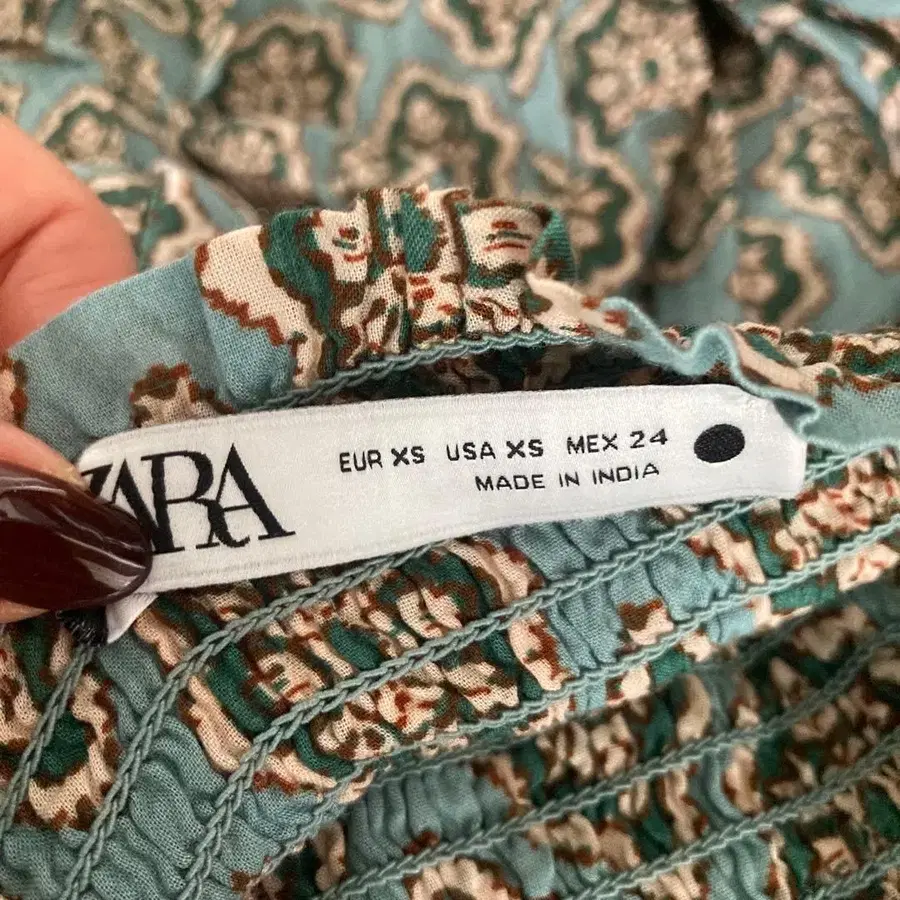 ZARA
EUR XS USA XS MEX 24
MADE IN INDIA